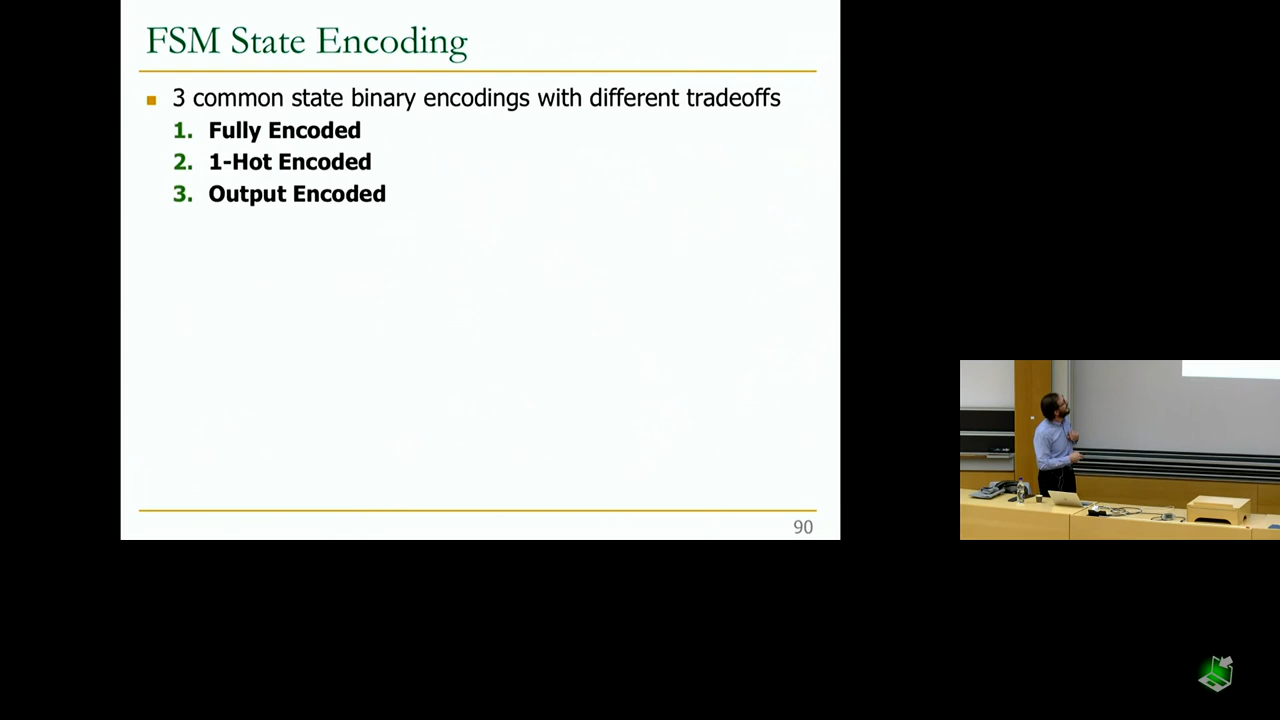 FSM State Encoding
3 common state binary encodings with different tradeoffs
1. Fully Encoded
2. 1-Hot Encoded
3. Output Encoded
90